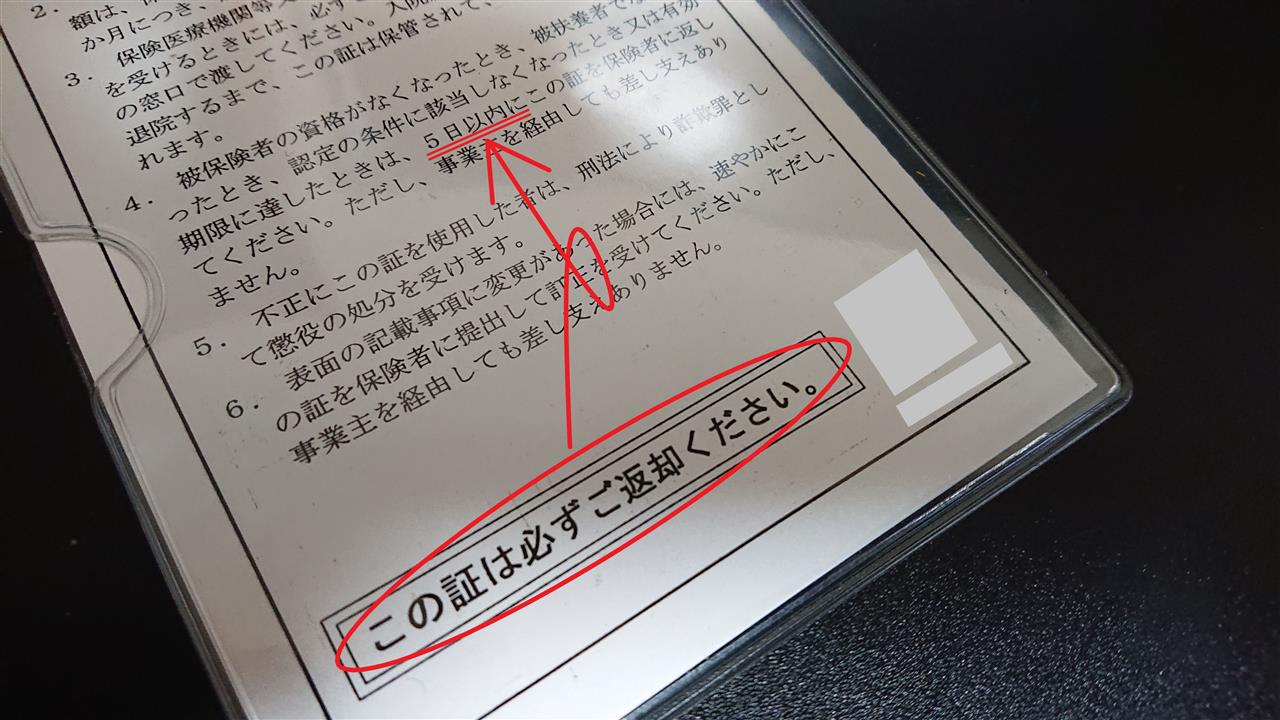 2.
額は、
か月につき、
3. 保険医療機関等
を受けるときには、必ず
の窓口で渡してください。入院
退院するまで、この証は保管されて、
れます。
4. 被保険者の資格がなくなったとき、被扶養者でな
ったとき、認定の条件に該当しなくなったとき又は有効
期限に達したときは、5日以内にこの証を保険者に返し
てください。ただし、事業主を経由しても差し支えあり
ません。
5. 不正にこの証を使用した者は、刑法により詐欺罪とし
て懲役の処分を受けます。
6. 表面の記載事項に変更があった場合には、速やかにこ
の証を保険者に提出して訂正を受けてください。ただし、
事業主を経由しても差し支えありません。
この証は必ずご返却ください。